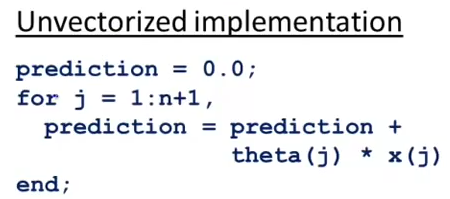 Unvectorized implementation
prediction = 0.0;
for j = 1:n+1,
prediction = prediction +
theta(j) * x(j)
end;